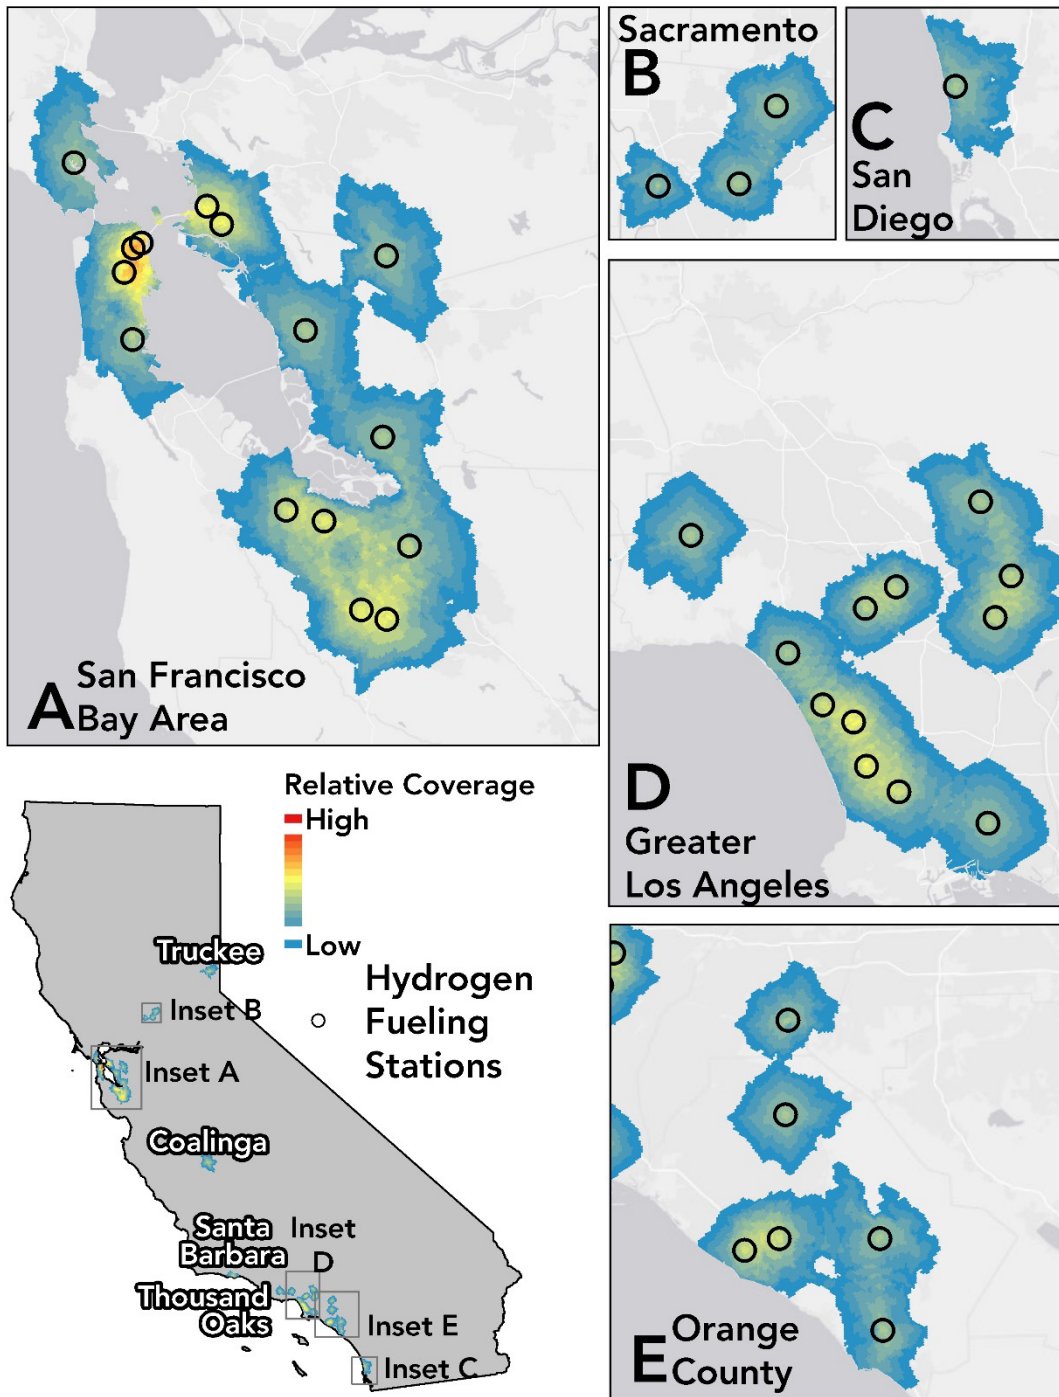 Sacramento
B
C
San
Diego
A San Francisco
Bay Area
D
Greater
Los Angeles
Relative Coverage
High
Low
Hydrogen
Fueling
Stations
Truckee
Inset B
Inset A
Coalinga
Santa
Barbara
Inset
D
Thousand
Oaks
Inset E
Inset C
E Orange
County